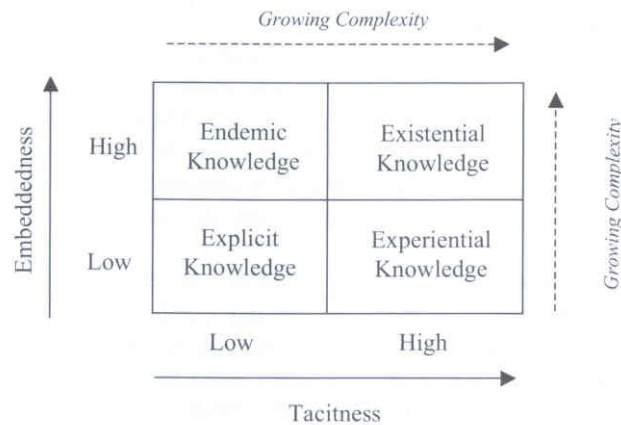 Growing Complexity
Embeddedness
High
Endemic
Knowledge
Existential
Knowledge
Growing Complexity
Low
Explicit
Knowledge
Experiential
Knowledge
Low
High
Tacitness